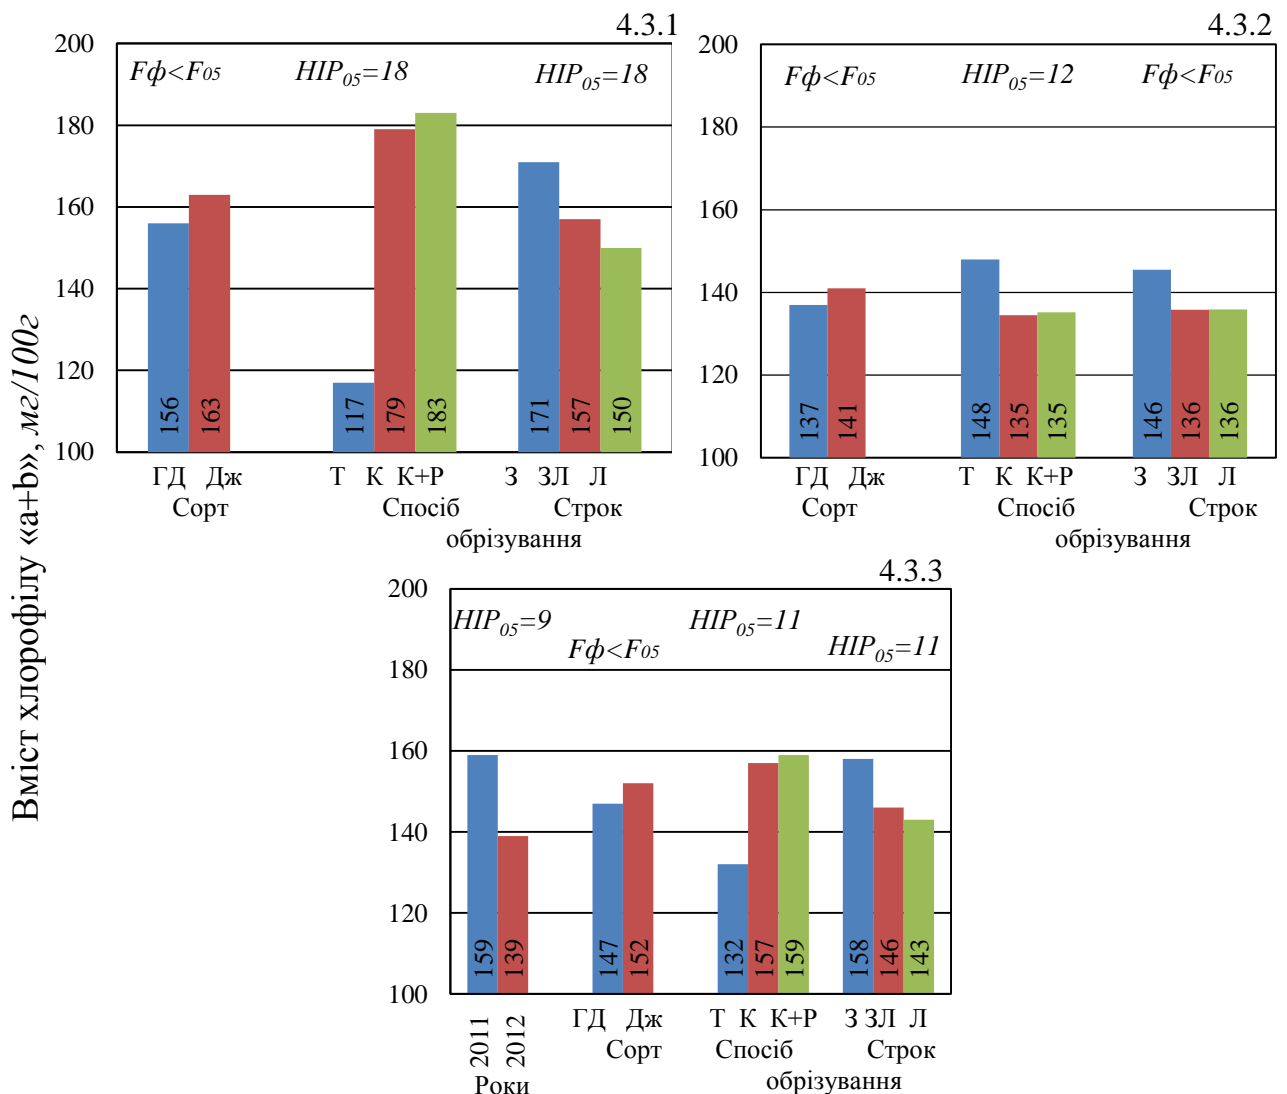 Вміст хлорофілу «a+b», мг/100г
4.3.1
200
180
160
140
120
100
Fф<F05
НІР05=18
НІР05=18
156
163
117
179
183
171
157
150
ГД Дж Т К К+Р З ЗЛ Л
Сорт Спосіб Строк
обрізування
4.3.2
200
180
160
140
120
100
Fф<F05
НІР05=12
Fф<F05
137
141
148
135
135
146
136
136
ГД Дж Т К К+Р З ЗЛ Л
Сорт Спосіб Строк
обрізування
4.3.3
200
180
160
140
120
100
НІР05=9
Fф<F05
НІР05=11
НІР05=11
159
139
147
152
132
157
159
158
146
143
2011
2012
ГД Дж Т К К+Р З ЗЛ Л
Сорт Спосіб Строк
Роки обрізування